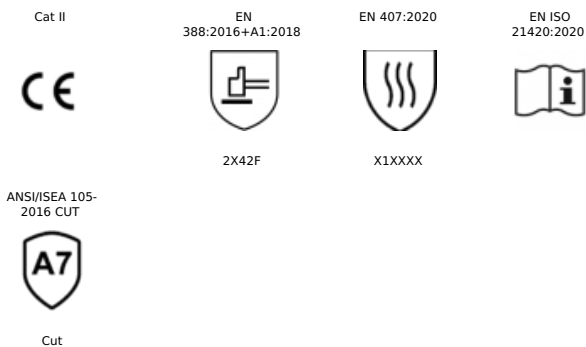 Cat II
EN
388:2016+A1:2018
EN 407:2020
EN ISO
21420:2020
CE
i
2X42F
X1XXXX
ANSI/ISEA 105-
2016 CUT
A7
Cut